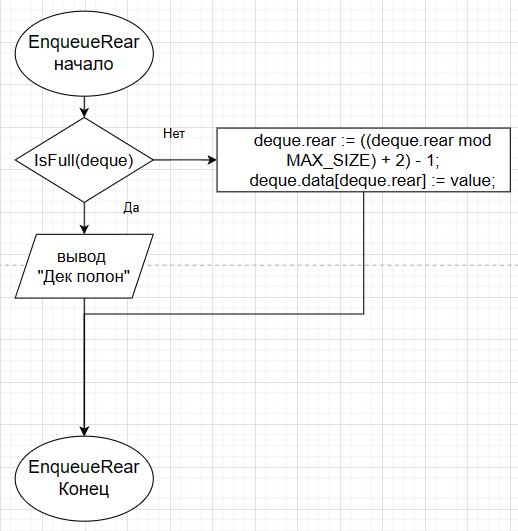 EnqueueRear
начало
IsFull(deque)
Нет
deque.rear := ((deque.rear mod
MAX_SIZE) + 2) - 1;
deque.data[deque.rear] := value;
Да
вывод
"Дек полон"
EnqueueRear
Конец